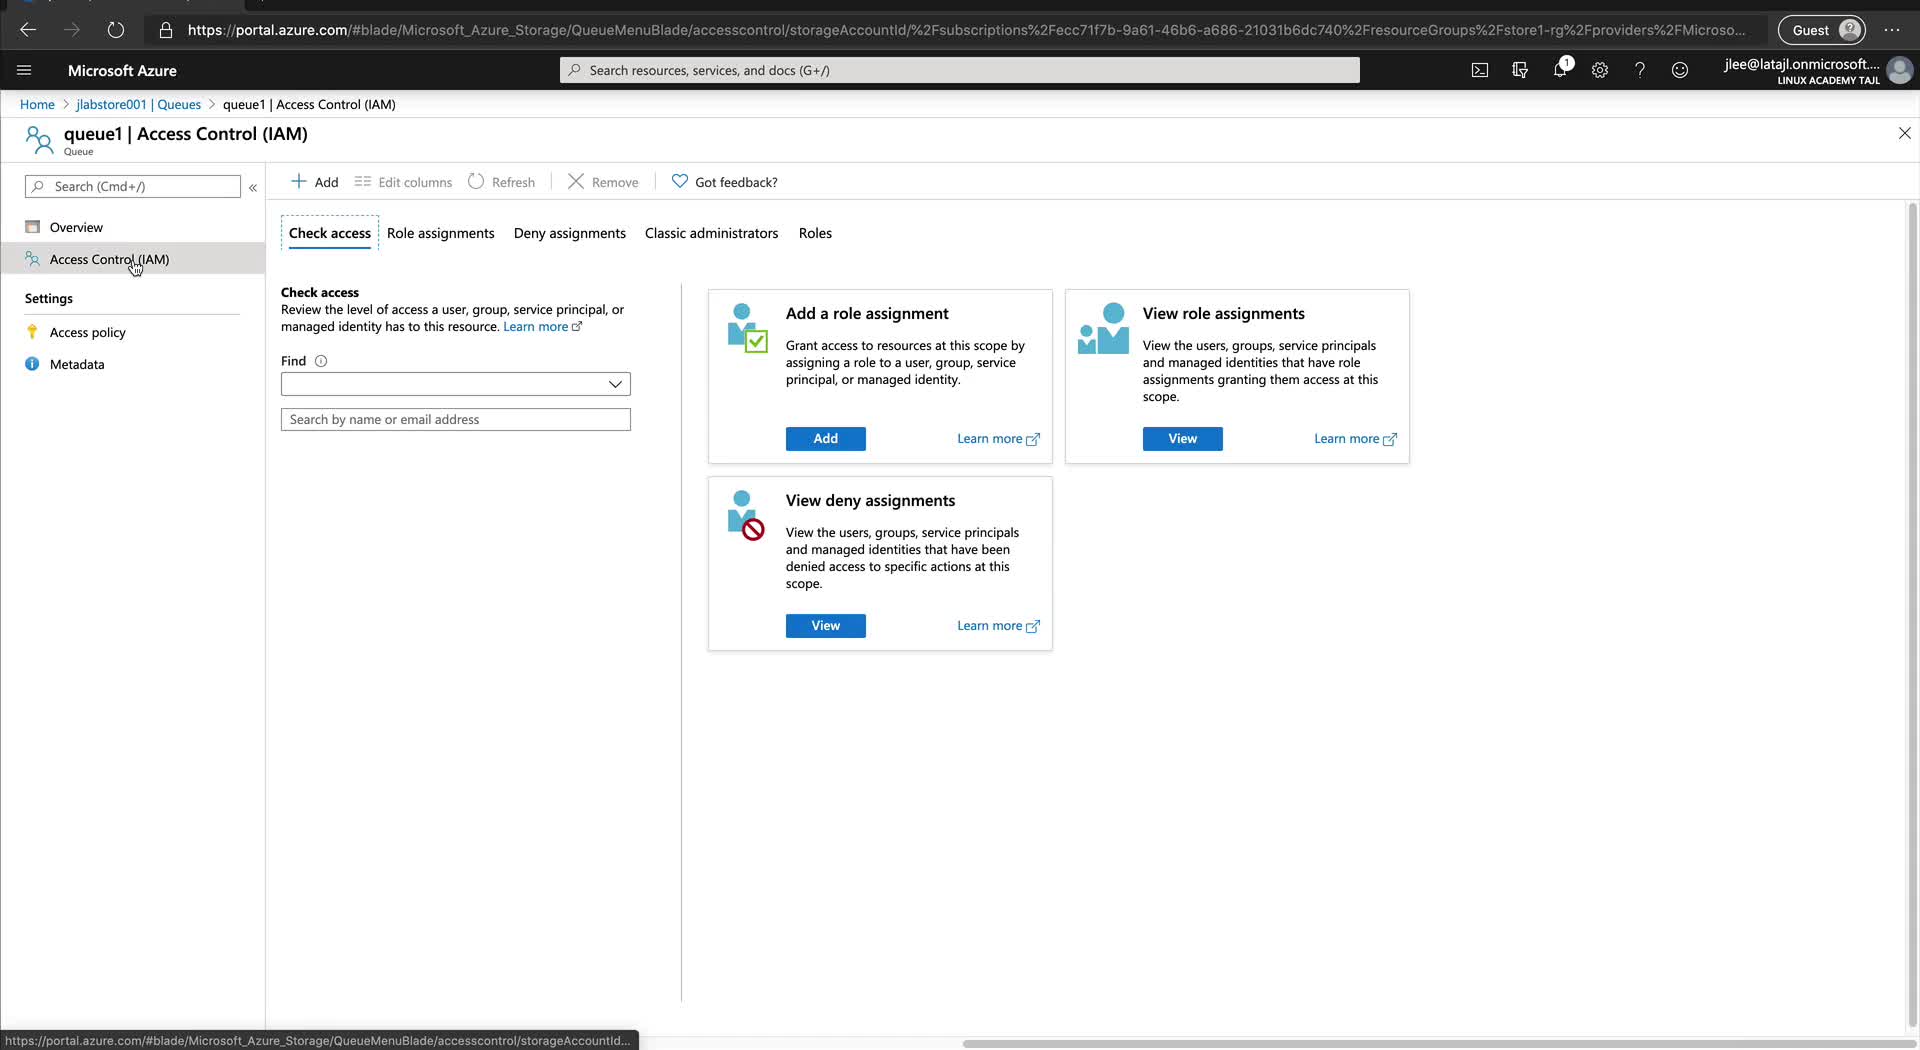 https://portal.azure.com/#blade/Microsoft_Azure_Storage/QueueMenuBlade/accesscontrol/storageAccountId/%2Fsubscriptions%2Fecc71f7b-9a61-46b6-a686-21031b6dc740%2FresourceGroups%2Fstore1-rg%2Fproviders%2FMicroso...
Guest
Microsoft Azure
Search resources, services, and docs (G+/)
1
jlee@latajl.onmicrosoft....
LINUX ACADEMY TAJL
Home > jlabstore001 | Queues > queue1 | Access Control (IAM)
queue1 | Access Control (IAM)
Queue
Search (Cmd+/)
«
Add
Edit columns
Refresh
Remove
Got feedback?
Overview
Access Control (IAM)
Settings
Access policy
Metadata
Check access
Role assignments
Deny assignments
Classic administrators
Roles
Check access
Review the level of access a user, group, service principal, or
managed identity has to this resource. Learn more
Find
Search by name or email address
Add a role assignment
Grant access to resources at this scope by
assigning a role to a user, group, service
principal, or managed identity.
Add
Learn more
View role assignments
View the users, groups, service principals
and managed identities that have role
assignments granting them access at this
scope.
View
Learn more
View deny assignments
View the users, groups, service principals
and managed identities that have been
denied access to specific actions at this
scope.
View
Learn more
https://portal.azure.com/#blade/Microsoft_Azure_Storage/QueueMenuBlade/accesscontrol/storageAccountId...